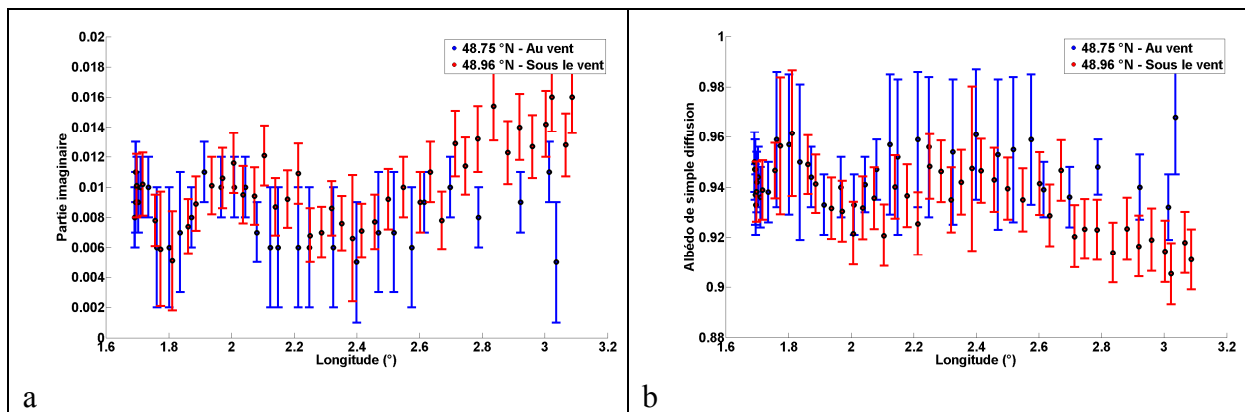 0.02
0.018
0.016
0.014
0.012
0.01
0.008
0.006
0.004
0.002
0
1.6 1.8 2 2.2 2.4 2.6 2.8 3 3.2
Partie imaginaire
Longitude (°)
48.75 °N - Au vent
48.96 °N - Sous le vent
a
1
0.98
0.96
0.94
0.92
0.9
0.88
1.6 1.8 2 2.2 2.4 2.6 2.8 3 3.2
Albédo de simple diffusion
Longitude (°)
48.75 °N - Au vent
48.96 °N - Sous le vent
b